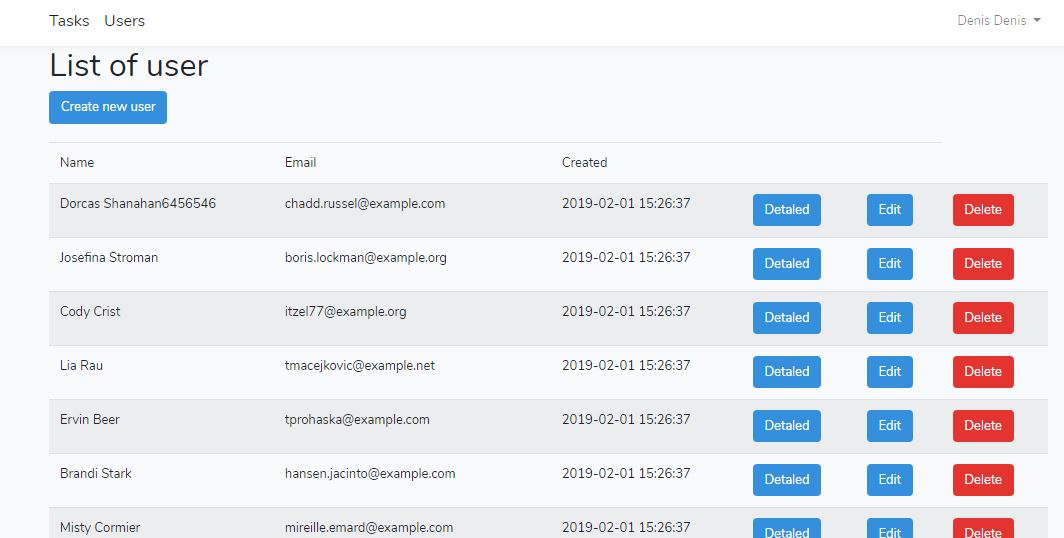 Tasks Users Denis Denis
List of user
Create new user
Name Email Created
Dorcas Shanahan6456546 chadd.russel@example.com 2019-02-01 15:26:37 Detaled Edit Delete
Josefina Stroman boris.lockman@example.org 2019-02-01 15:26:37 Detaled Edit Delete
Cody Crist itzel77@example.org 2019-02-01 15:26:37 Detaled Edit Delete
Lia Rau tmacejkovic@example.net 2019-02-01 15:26:37 Detaled Edit Delete
Ervin Beer tprohaska@example.com 2019-02-01 15:26:37 Detaled Edit Delete
Brandi Stark hansen.jacinto@example.com 2019-02-01 15:26:37 Detaled Edit Delete
Misty Cormier mireille.emard@example.com 2019-02-01 15:26:37 Detaled Edit Delete